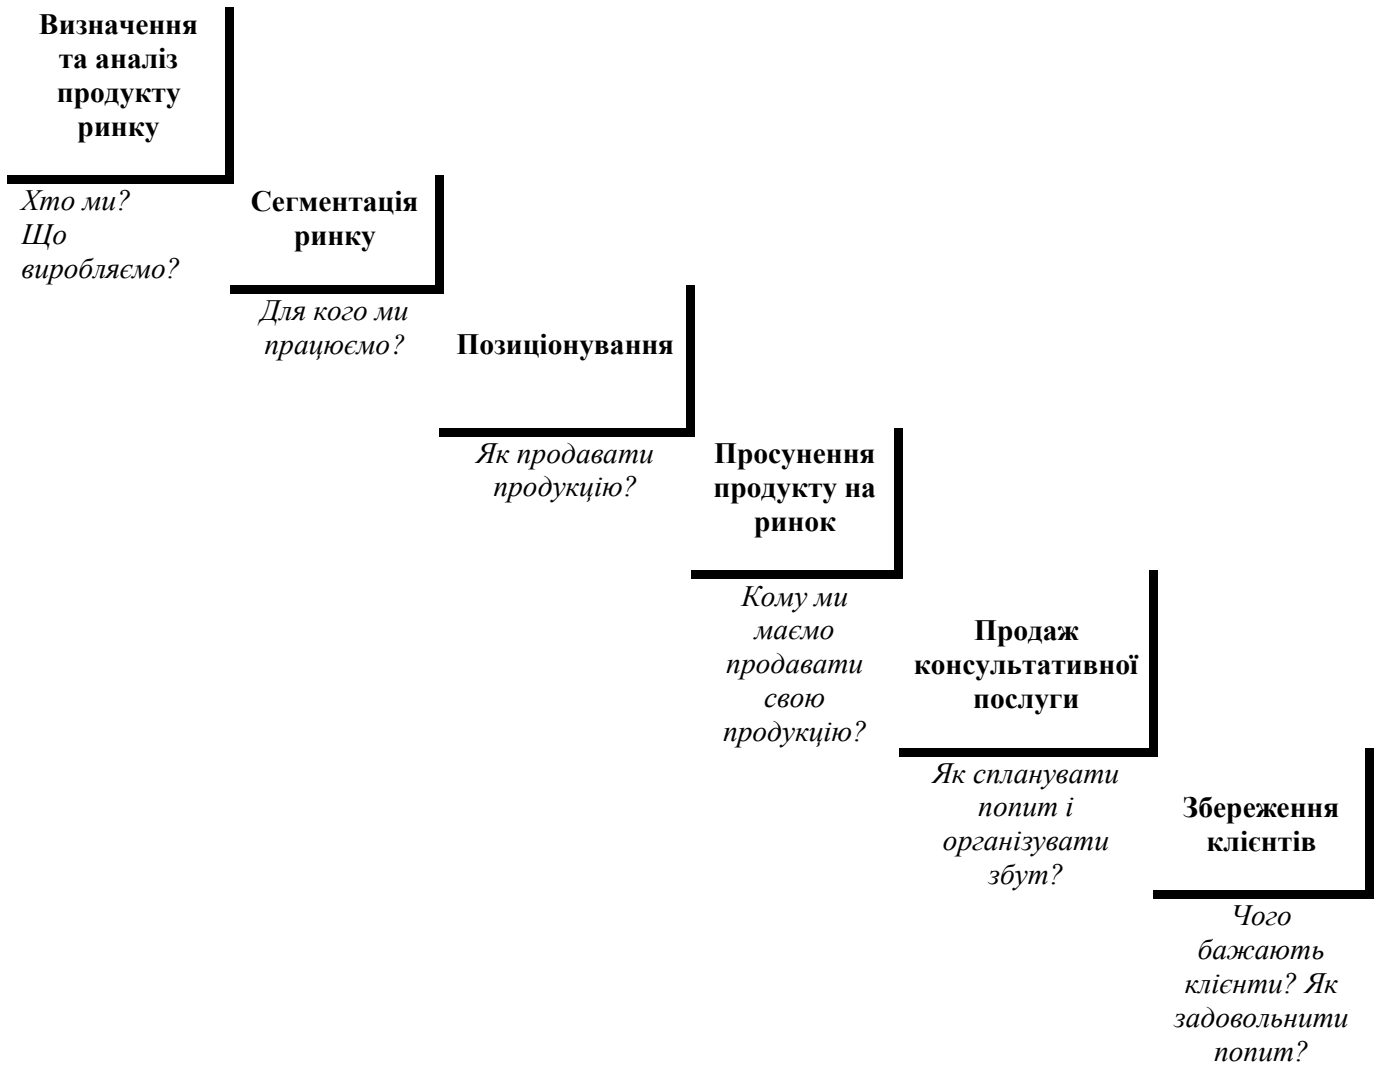 Визначення
та аналіз
продукту
ринку
Хто ми?
Що
виробляємо?
Сегментація
ринку
Для кого ми
працюємо?
Позиціонування
Як продавати
продукцію?
Просунення
продукту на
ринок
Кому ми
маємо
продавати
свою
продукцію?
Продаж
консультативної
послуги
Як спланувати
попит і
організувати
збут?
Збереження
клієнтів
Чого
бажають
клієнти? Як
задовольнити
попит?